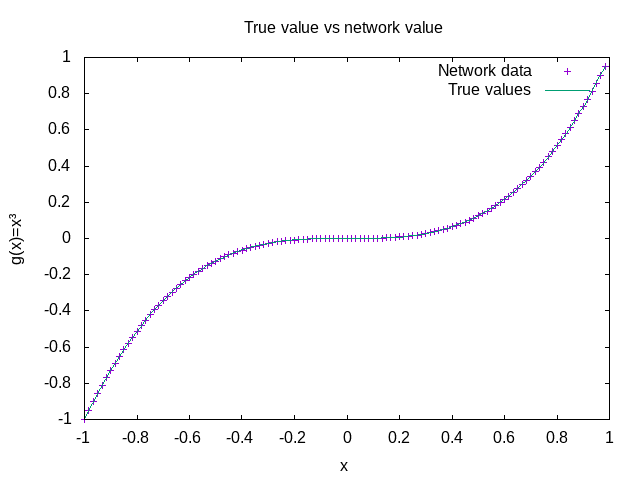 True value vs network value
1
0.8
0.6
0.4
0.2
0
-0.2
-0.4
-0.6
-0.8
-1
g(x)=x³
Network data
True values
-1 -0.8 -0.6 -0.4 -0.2 0 0.2 0.4 0.6 0.8 1
x